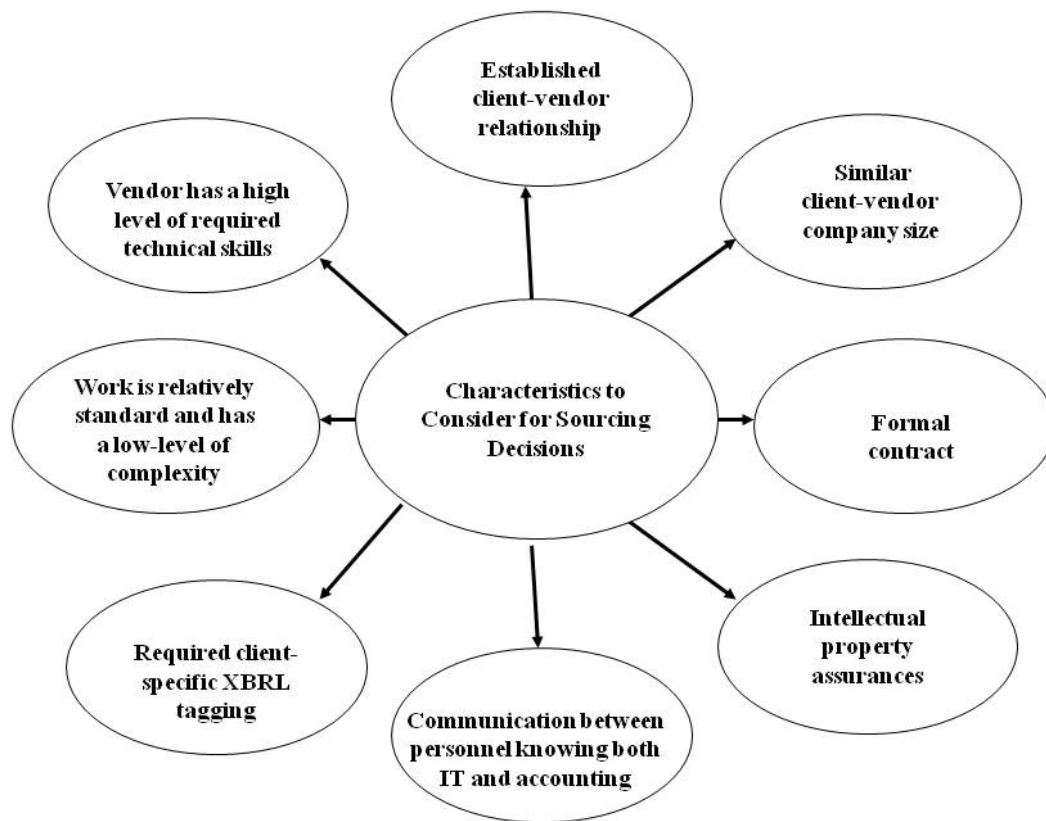 Established
client-vendor
relationship
Similar
client-vendor
company size
Formal
contract
Intellectual
property
assurances
Communication between
personnel knowing both
IT and accounting
Required client-
specific XBRL
tagging
Work is relatively
standard and has
a low-level of
complexity
Vendor has a high
level of required
technical skills
Characteristics to
Consider for Sourcing
Decisions